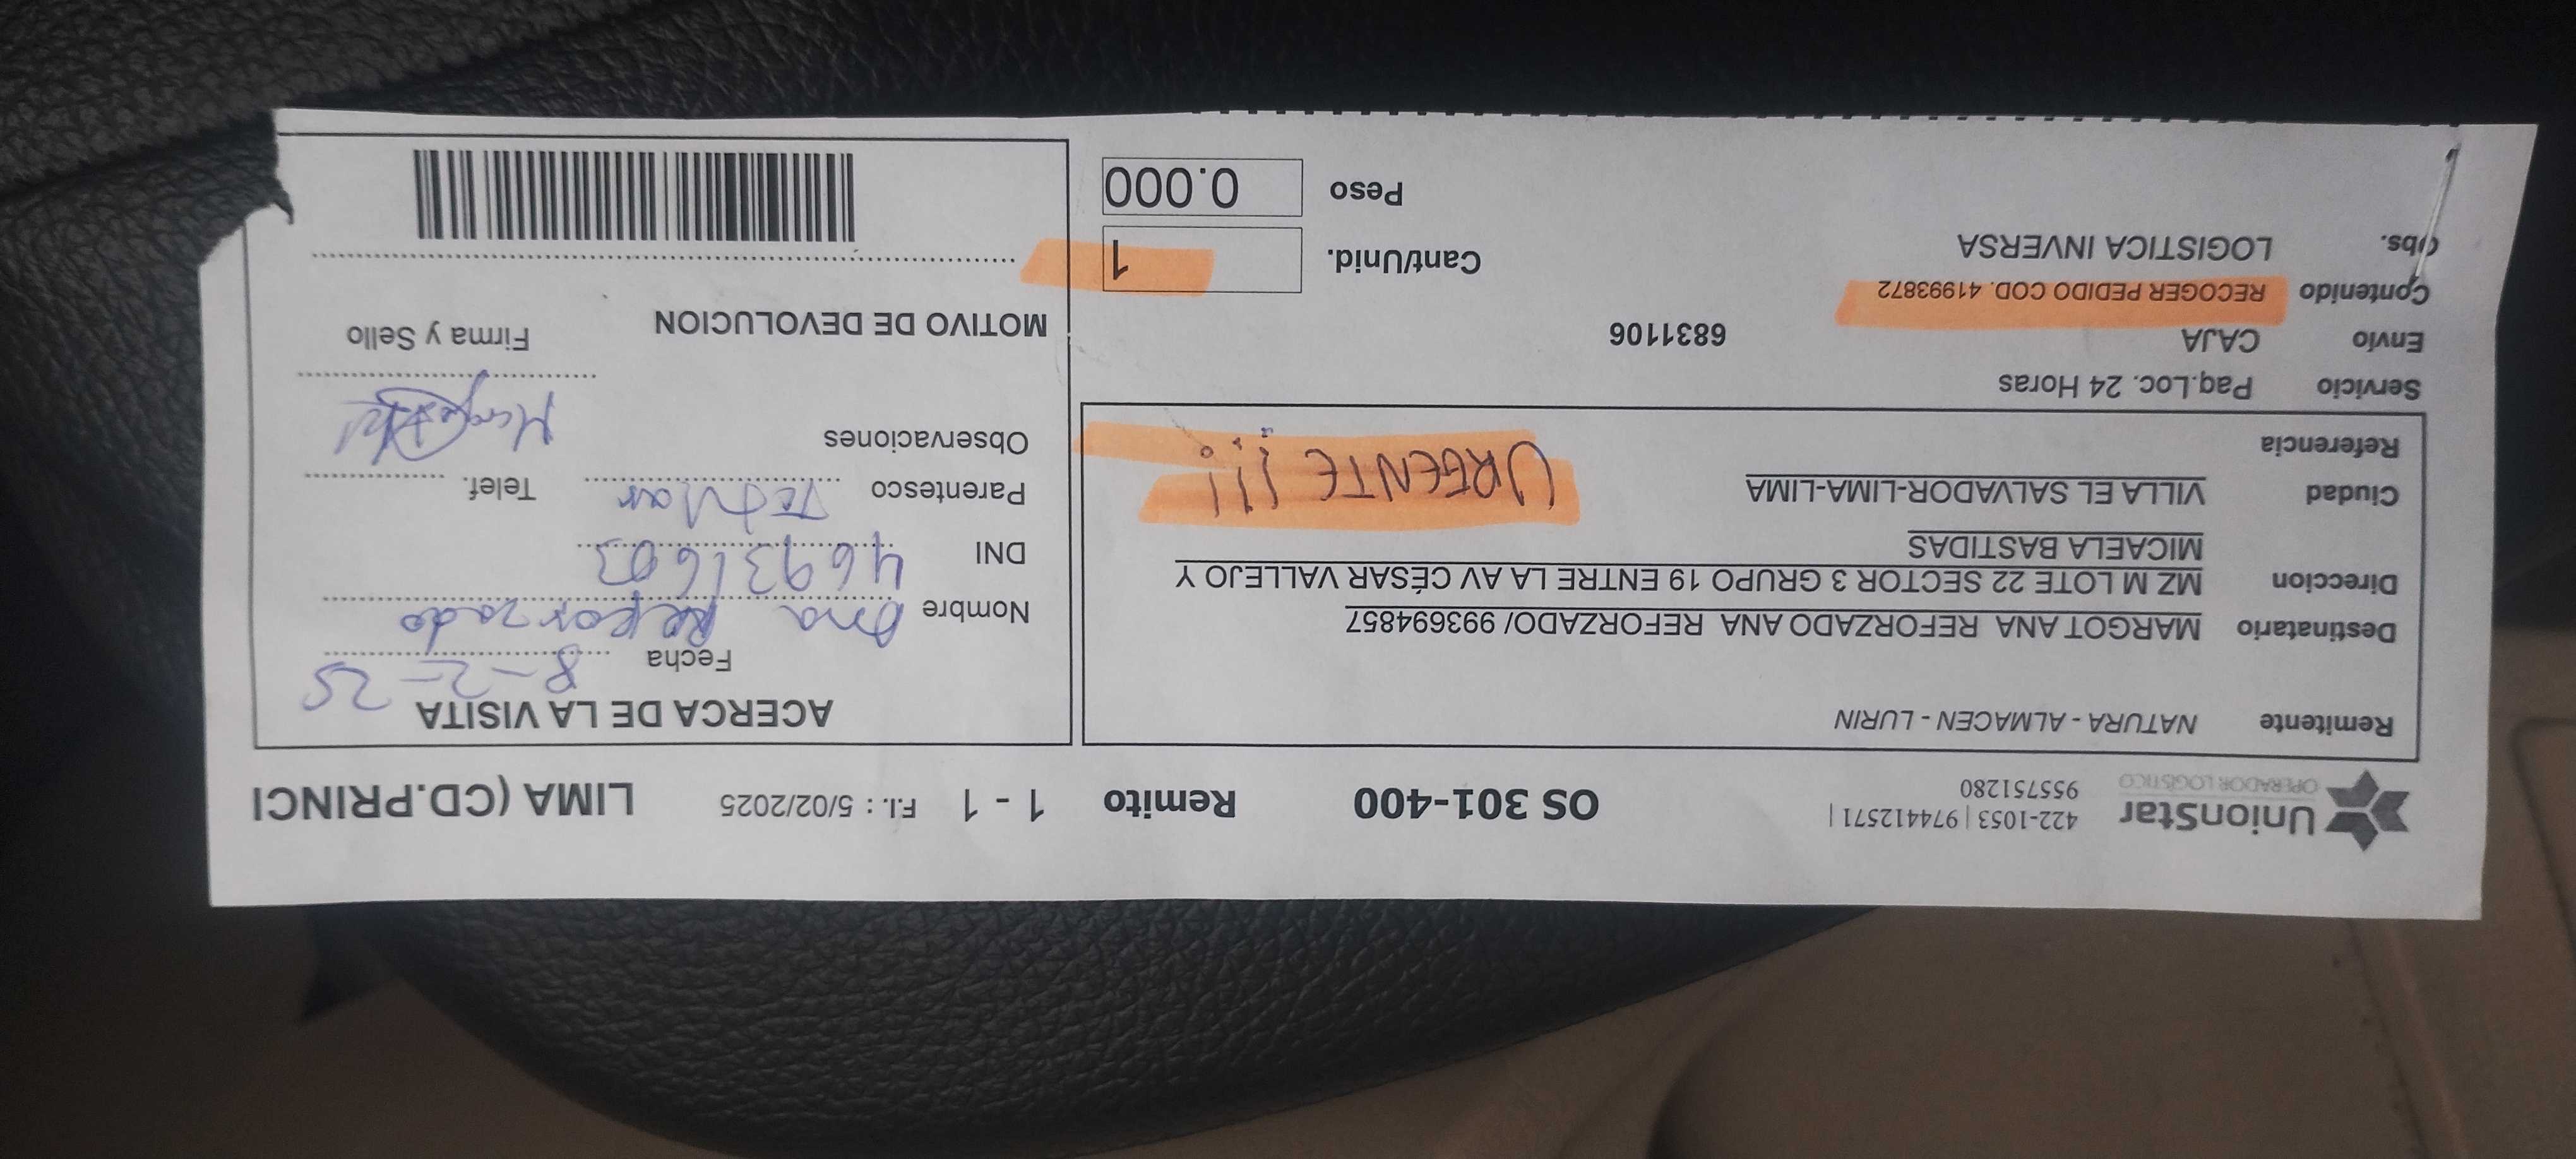 UnionStar
OPERADOR LOGÍSTICO
422-1053 | 974412571 |
955751280
OS 301-400
Remito
1 - 1
F.I. : 5/02/2025
LIMA (CD.PRINCI
Remitente NATURA - ALMACEN - LURIN
Destinatario MARGOT ANA REFORZADO ANA REFORZADO/ 993694857
Direccion MZ M LOTE 22 SECTOR 3 GRUPO 19 ENTRE LA AV CÉSAR VALLEJO Y
MICAELA BASTIDAS
Ciudad VILLA EL SALVADOR-LIMA-LIMA
URGENTE !!!
Referencia
Servicio Paq.Loc. 24 Horas
Envío CAJA 6831106
Contenido RECOGER PEDIDO COD. 41993872
Obs. LOGISTICA INVERSA
Cant/Unid. 1
Peso 0.000
ACERCA DE LA VISITA
Fecha 8-2-25
Nombre Ana Reforzado
DNI 46931603
Parentesco Titular Telef.
Observaciones
Firma y Sello
MOTIVO DE DEVOLUCION